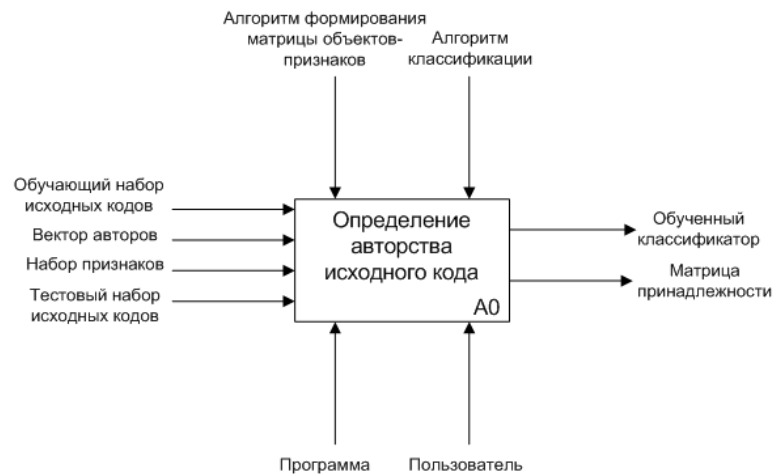 Алгоритм формирования
матрицы объектов-
признаков
Алгоритм
классификации
Обучающий набор
исходных кодов
Вектор авторов
Набор признаков
Тестовый набор
исходных кодов
Определение
авторства
исходного кода
A0
Обученный
классификатор
Матрица
принадлежности
Программа
Пользователь